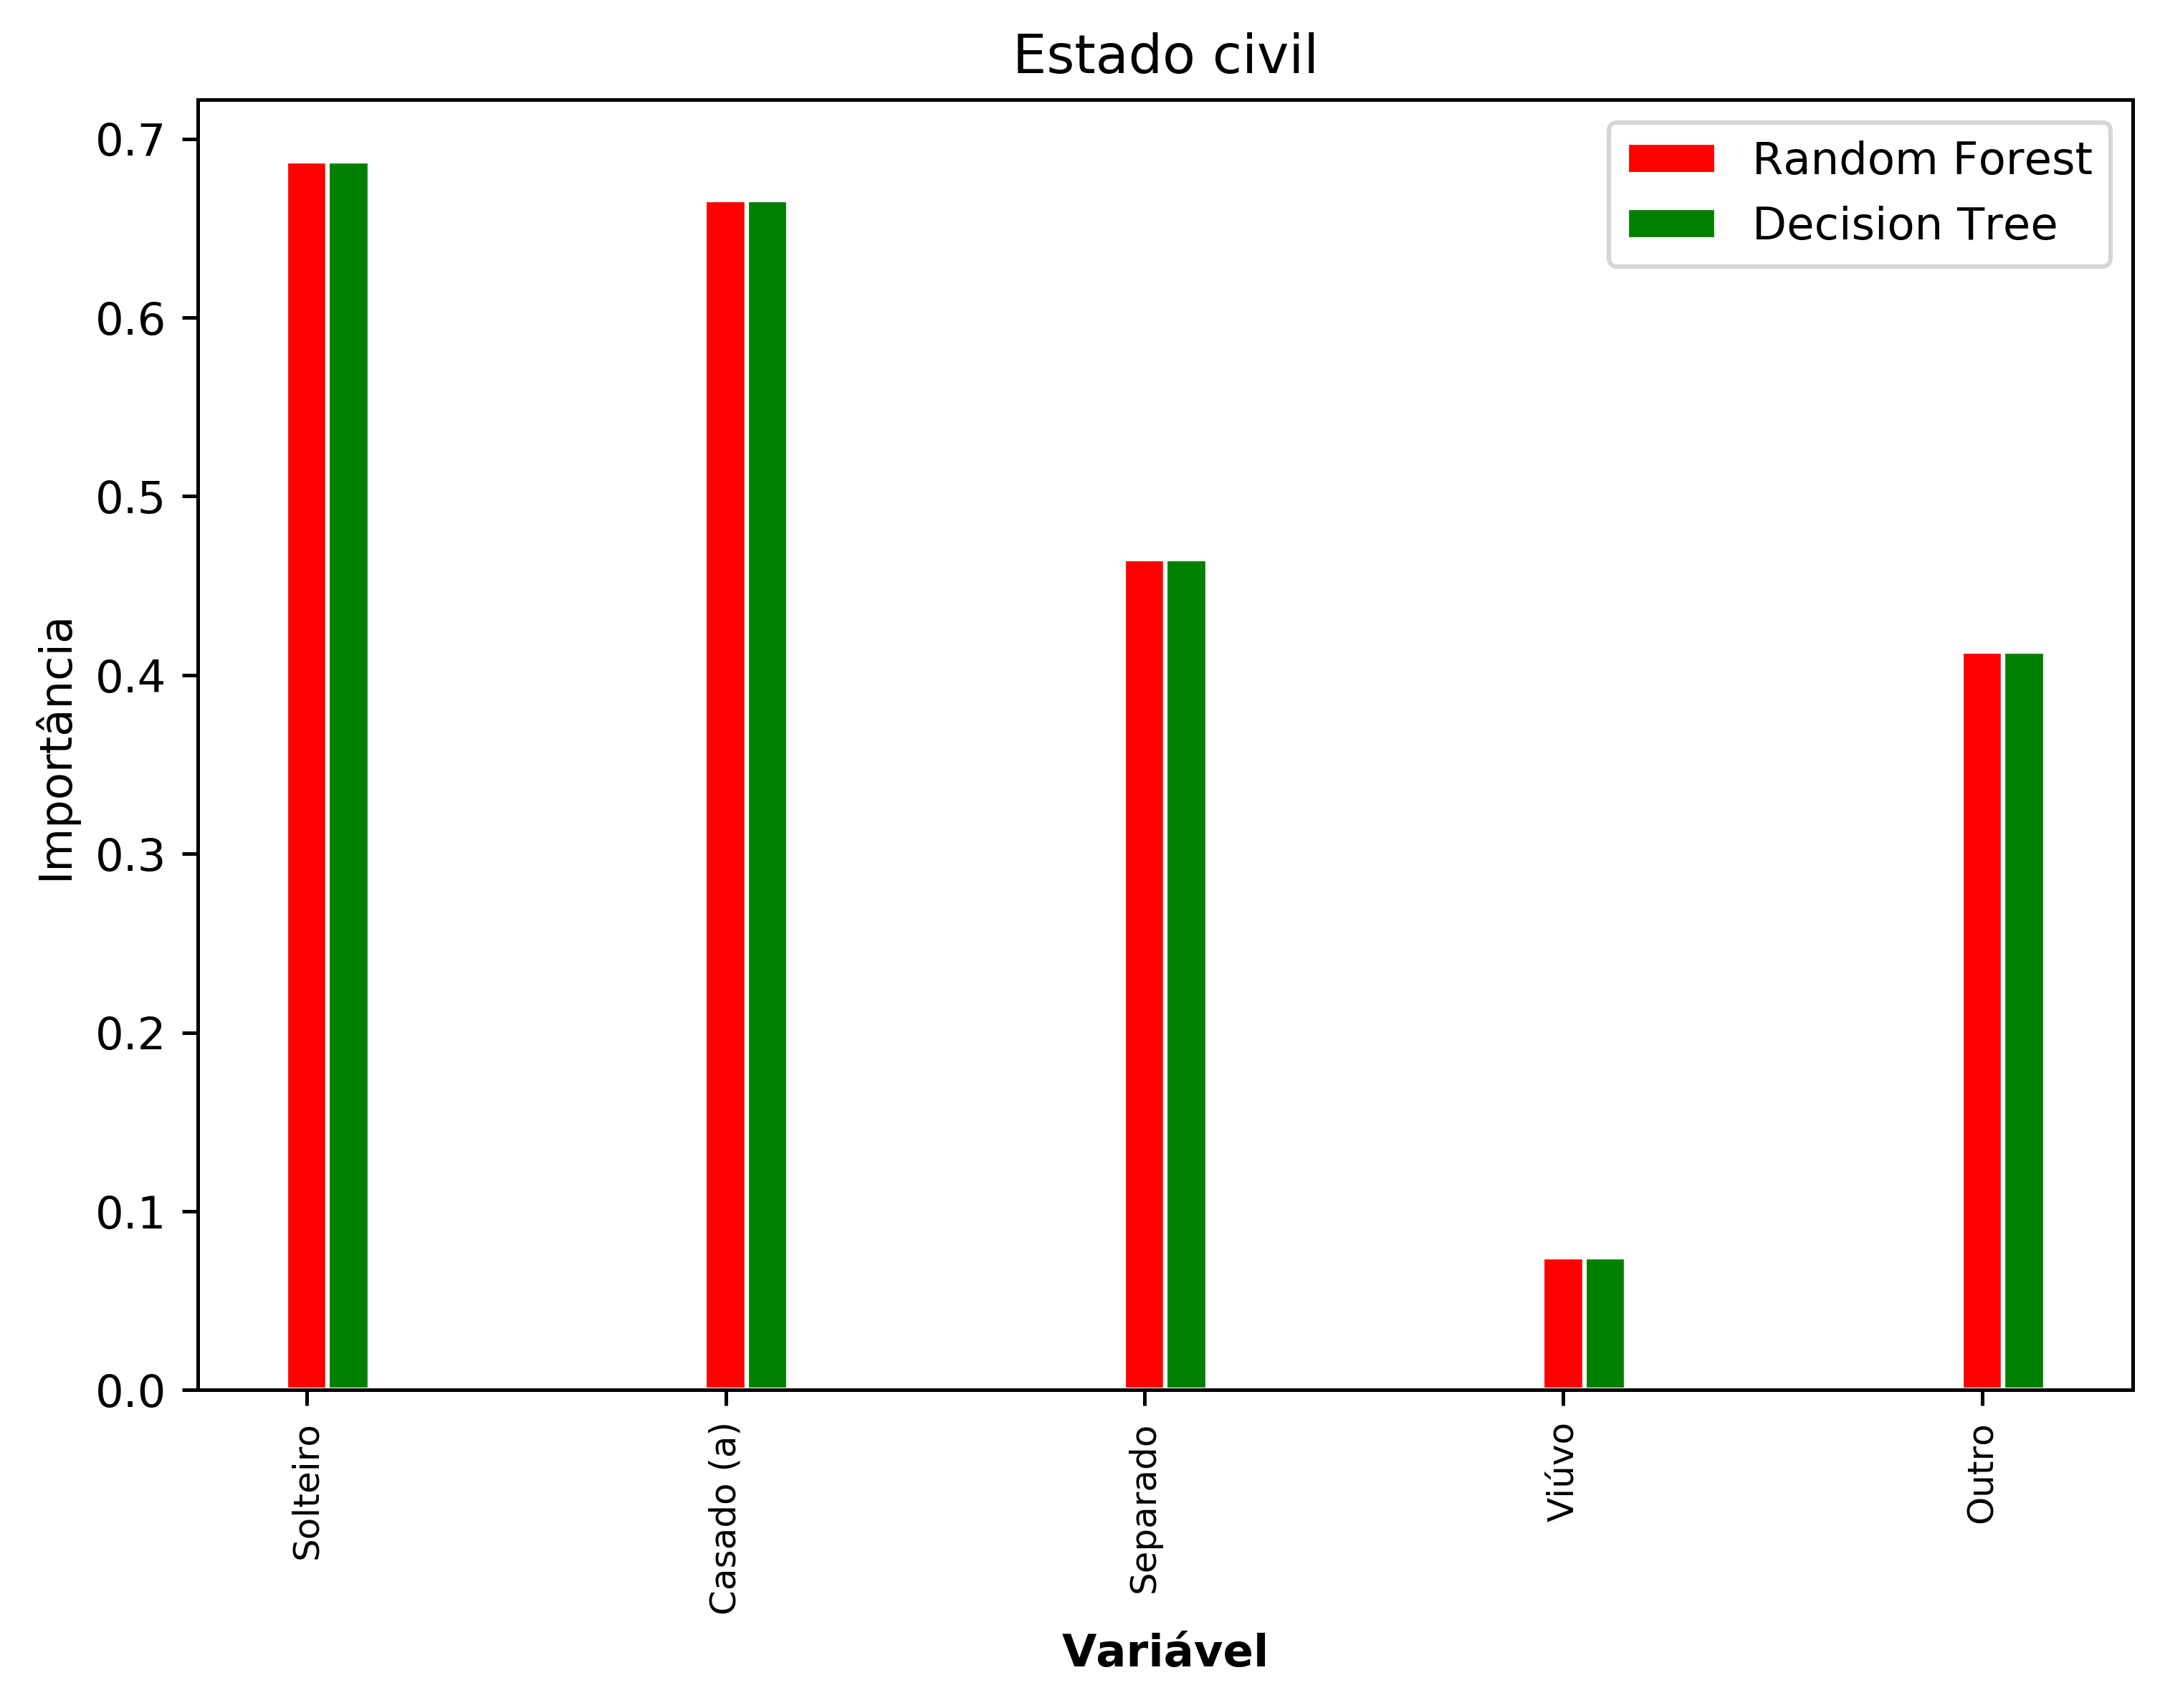 Estado civil
Random Forest
Decision Tree
Importância
0.7
0.6
0.5
0.4
0.3
0.2
0.1
0.0
Solteiro
Casado (a)
Separado
Viúvo
Outro
Variável